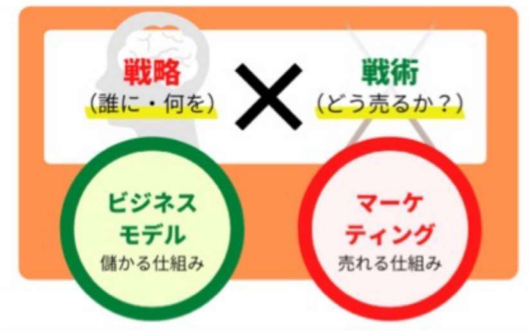 戦略
(誰に・何を)
×
戦術
(どう売るか?)
ビジネス
モデル
儲かる仕組み
マーケ
ティング
売れる仕組み